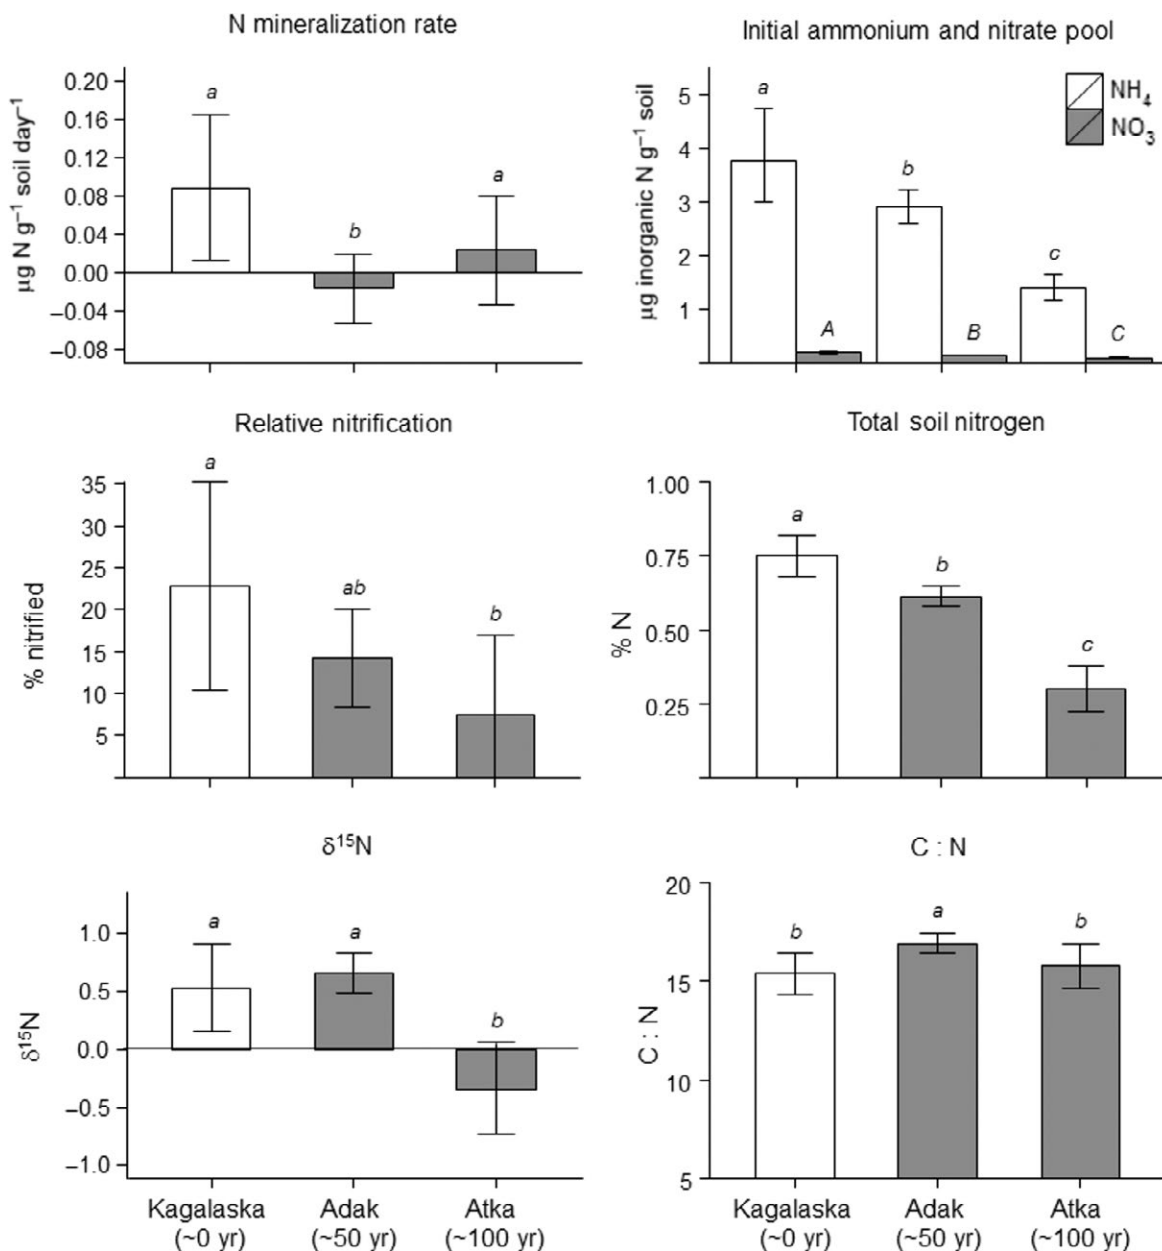 N mineralization rate
µg N g⁻¹ soil day⁻¹
0.20
0.16
0.12
0.08
0.04
0.00
−0.04
−0.08
a
b
a
Initial ammonium and nitrate pool
µg inorganic N g⁻¹ soil
5
4
3
2
1
a
A
b
B
c
C
NH₄
NO₃
Relative nitrification
% nitrified
35
30
25
20
15
10
5
a
ab
b
Total soil nitrogen
% N
1.00
0.75
0.50
0.25
a
b
c
δ¹⁵N
δ¹⁵N
1.0
0.5
0.0
−0.5
−1.0
a
a
b
Kagalaska
(~0 yr)
Adak
(~50 yr)
Atka
(~100 yr)
C : N
C : N
20
15
10
5
b
a
b
Kagalaska
(~0 yr)
Adak
(~50 yr)
Atka
(~100 yr)